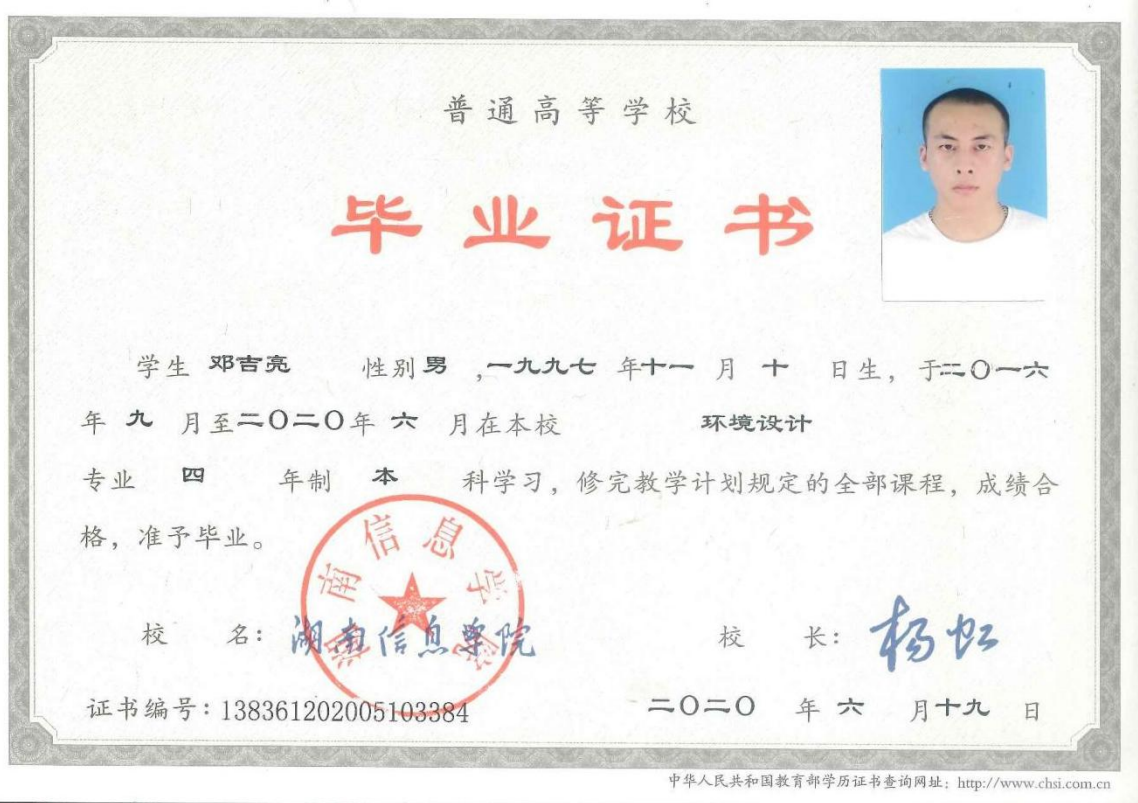 普通高等学校
毕业证书
学生 邓吉亮 性别 男 ,一九九七 年十一 月 十 日生，于二〇一六
年 九 月至二〇二〇年 六 月在本校 环境设计
专业 四 年制 本 科学习，修完教学计划规定的全部课程，成绩合
格，准予毕业。
湖南信息学院
校 名：湖南信息学院 校 长：杨虹
证书编号：138361202005103384 二〇二〇 年 六 月十九 日
中华人民共和国教育部学历证书查询网址：http://www.chsi.com.cn